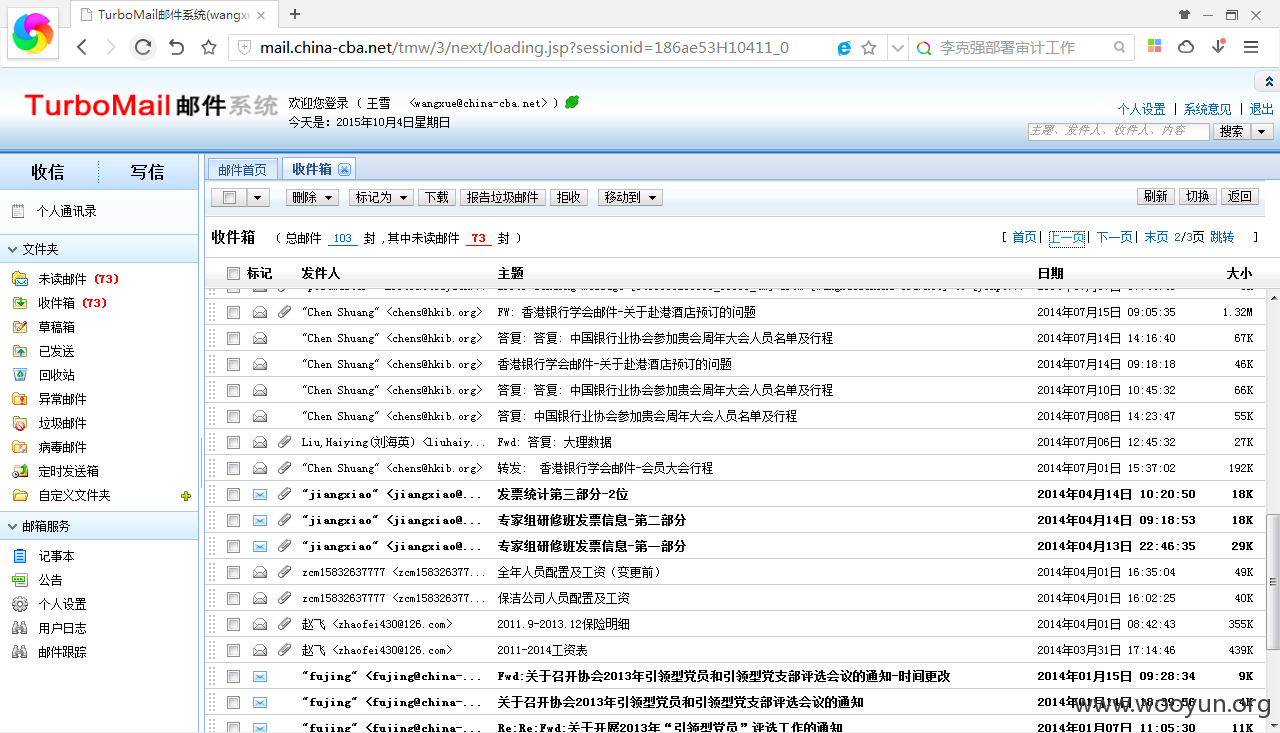 TurboMail邮件系统(wangxu
mail.china-cba.net/tmw/3/next/loading.jsp?sessionid=186ae53H10411_0
李克强部署审计工作
TurboMail 邮件系统
欢迎您登录 ( 王雪 <wangxue@china-cba.net> )
今天是: 2015年10月4日星期日
个人设置 | 系统意见 | 退出
主题、发件人、收件人、内容 搜索
收信 写信
个人通讯录
文件夹
未读邮件 (73)
收件箱 (73)
草稿箱
已发送
回收站
异常邮件
垃圾邮件
病毒邮件
定时发送箱
自定义文件夹
邮箱服务
记事本
公告
个人设置
用户日志
邮件跟踪
邮件首页 收件箱
删除 标记为 下载 报告垃圾邮件 拒收 移动到 刷新 切换 返回
收件箱 ( 总邮件 103 封 ,其中未读邮件 73 封 ) [ 首页| 上一页| 下一页| 末页 2/3页 跳转 ]
标记 发件人 主题 日期 大小
"Chen Shuang" <chens@hkib.org> FW: 香港银行学会邮件-关于赴港酒店预订的问题 2014年07月15日 09:05:35 1.32M
"Chen Shuang" <chens@hkib.org> 答复: 答复: 中国银行业协会参加贵会周年大会人员名单及行程 2014年07月14日 14:16:40 67K
"Chen Shuang" <chens@hkib.org> 香港银行学会邮件-关于赴港酒店预订的问题 2014年07月14日 09:18:18 46K
"Chen Shuang" <chens@hkib.org> 答复: 答复: 中国银行业协会参加贵会周年大会人员名单及行程 2014年07月10日 10:45:32 66K
"Chen Shuang" <chens@hkib.org> 答复: 中国银行业协会参加贵会周年大会人员名单及行程 2014年07月08日 14:23:47 55K
Liu,Haiying(刘海英) <liuhaiy... Fwd: 答复: 大理数据 2014年07月06日 12:45:32 27K
"Chen Shuang" <chens@hkib.org> 转发: 香港银行学会邮件-会员大会行程 2014年07月01日 15:37:02 192K
"jiangxiao" <jiangxiao@... 发票统计第三部分-2位 2014年04月14日 10:20:50 18K
"jiangxiao" <jiangxiao@... 专家组研修班发票信息-第二部分 2014年04月14日 09:18:53 18K
"jiangxiao" <jiangxiao@... 专家组研修班发票信息-第一部分 2014年04月13日 22:46:35 29K
zcm15832637777 <zcm158326377... 全年人员配置及工资（变更前） 2014年04月01日 16:35:04 49K
zcm15832637777 <zcm158326377... 保洁公司人员配置及工资 2014年04月01日 16:02:25 40K
赵飞 <zhaofei430@126.com> 2011.9-2013.12保险明细 2014年04月01日 08:42:43 355K
赵飞 <zhaofei430@126.com> 2011-2014工资表 2014年03月31日 17:14:46 439K
"fujing" <fujing@china-... Fwd:关于召开协会2013年引领型党员和引领型党支部评选会议的通知-时间更改 2014年01月15日 09:28:34 9K
"fujing" <fujing@china-... 关于召开协会2013年引领型党员和引领型党支部评选会议的通知
"fujing" <fujing@china-... Re:Re:Fwd:关于开展2013年“引领型党员”评选工作的通知 2014年01月07日 11:05:30 11K
www.wooyun.org